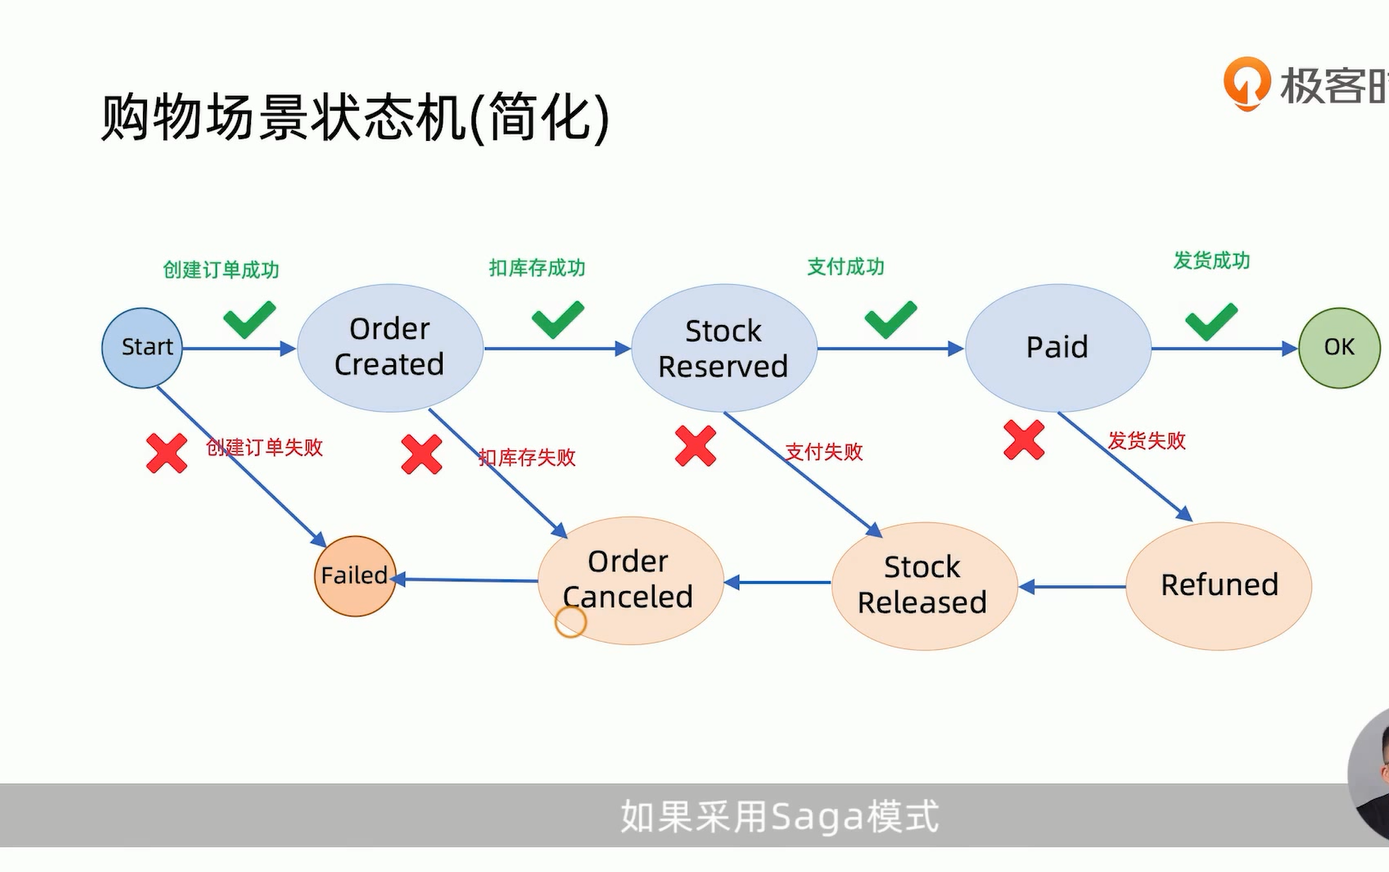 购物场景状态机(简化)
极客时
创建订单成功
扣库存成功
支付成功
发货成功
Start
Order
Created
Stock
Reserved
Paid
OK
创建订单失败
扣库存失败
支付失败
发货失败
Failed
Order
Canceled
Stock
Released
Refuned
如果采用Saga模式